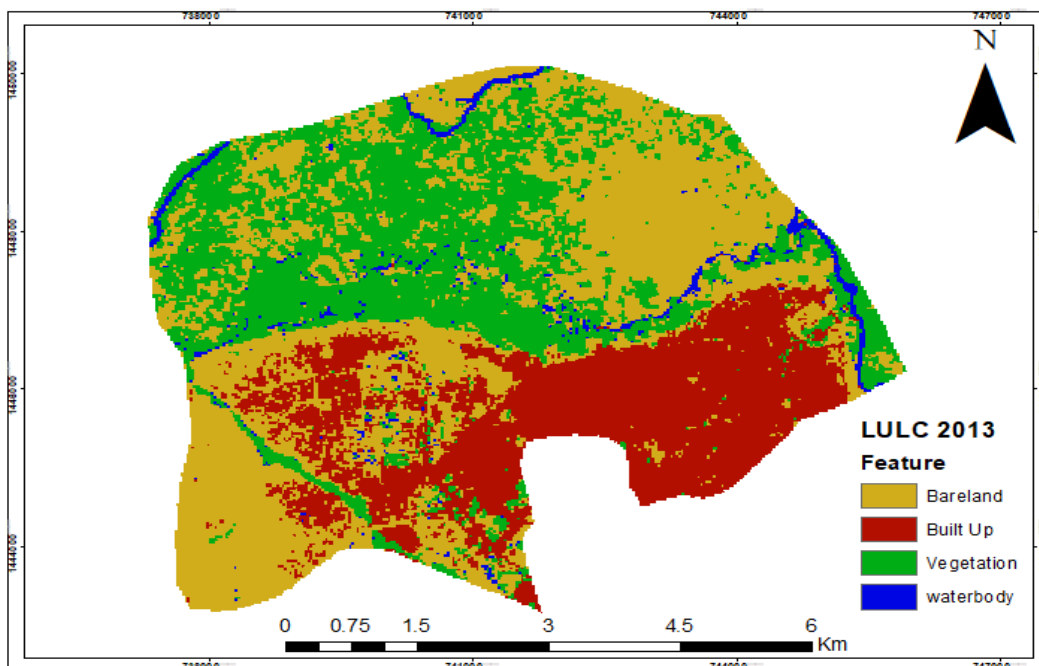 738000 741000 744000 747000
N
1450000
1448000
1446000
1444000
LULC 2013
Feature
Bareland
Built Up
Vegetation
waterbody
0 0.75 1.5 3 4.5 6
Km